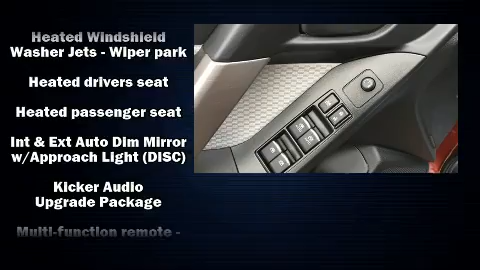 Heated Windshield
Washer Jets - Wiper park
Heated drivers seat
Heated passenger seat
Int & Ext Auto Dim Mirror
w/Approach Light (DISC)
Kicker Audio
Upgrade Package
Multi-function remote -